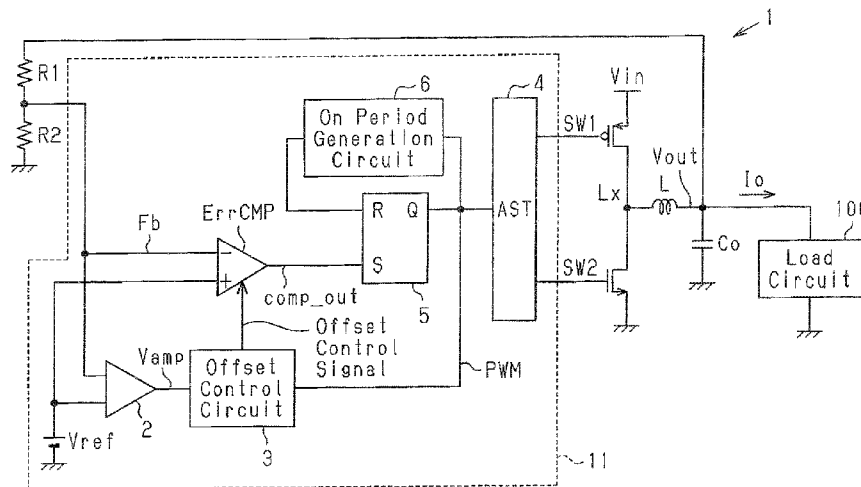 1
R1
R2
6
On Period
Generation
Circuit
4
Vin
SW1
Vout
Lx
L
Io
ErrCMP
R
Q
AST
Fb
−
+
S
Co
Load
Circuit
comp_out
5
SW2
Offset
Control
Signal
Vamp
Offset
Control
Circuit
PWM
2
Vref
3
11